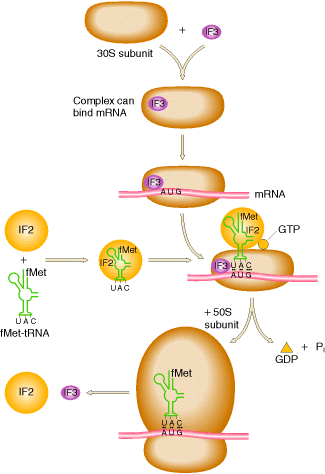 +
IF3
30S subunit
Complex can
bind mRNA
IF3
IF3
A U G
mRNA
fMet
IF2
GTP
IF3
U A C
A U G
IF2
+
fMet
U A C
fMet-tRNA
fMet
IF2
U A C
+ 50S
subunit
GDP
+ Pi
IF2
IF3
fMet
U A C
A U G